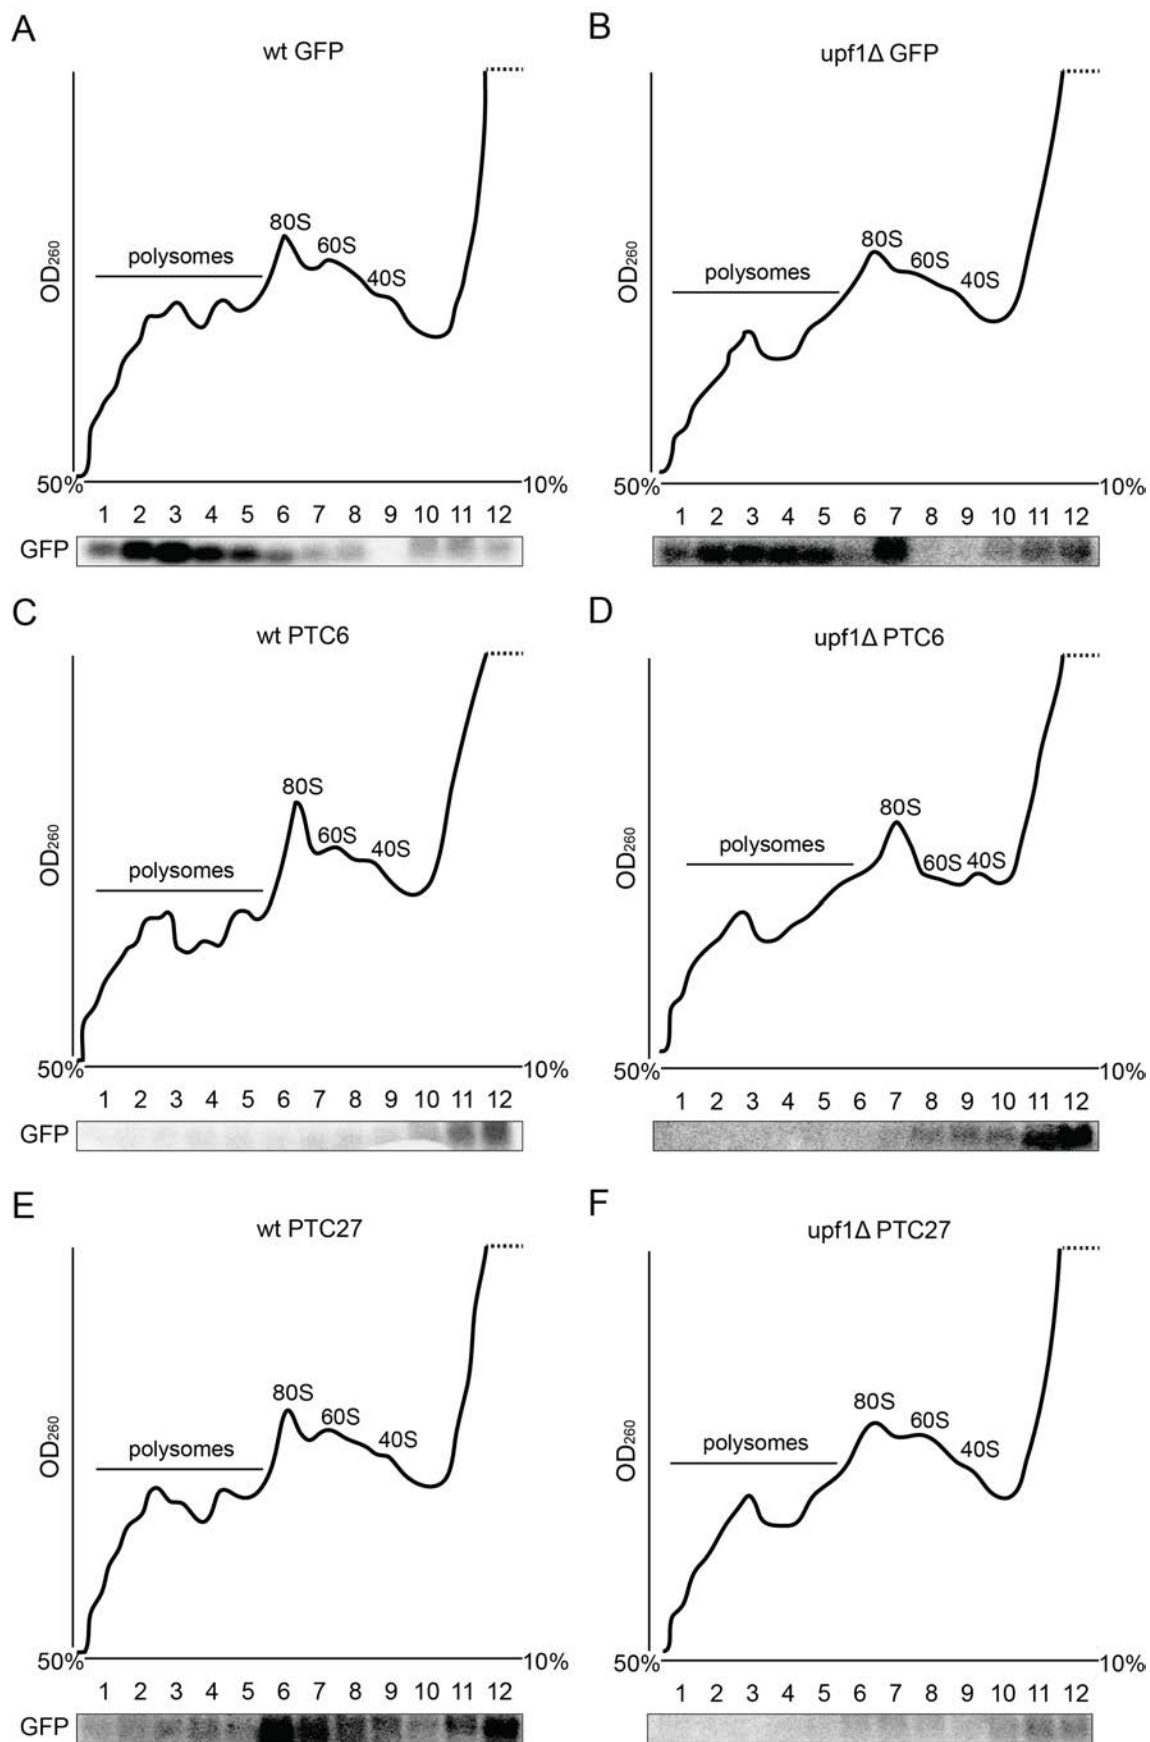 A
wt GFP
OD260
polysomes
80S
60S
40S
50%
10%
1 2 3 4 5 6 7 8 9 10 11 12
GFP
B
upf1Δ GFP
OD260
polysomes
80S
60S
40S
50%
10%
1 2 3 4 5 6 7 8 9 10 11 12
C
wt PTC6
OD260
polysomes
80S
60S
40S
50%
10%
1 2 3 4 5 6 7 8 9 10 11 12
GFP
D
upf1Δ PTC6
OD260
polysomes
80S
60S
40S
50%
10%
1 2 3 4 5 6 7 8 9 10 11 12
E
wt PTC27
OD260
polysomes
80S
60S
40S
50%
10%
1 2 3 4 5 6 7 8 9 10 11 12
GFP
F
upf1Δ PTC27
OD260
polysomes
80S
60S
40S
50%
10%
1 2 3 4 5 6 7 8 9 10 11 12